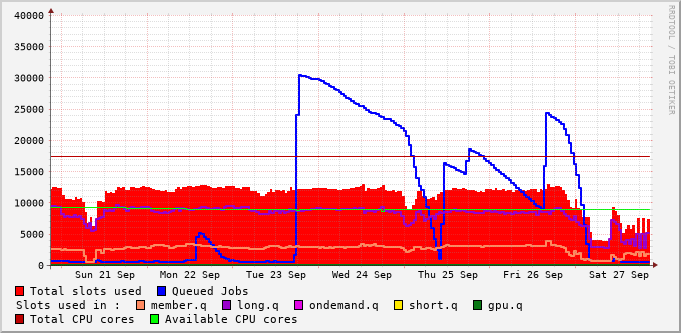 40000
35000
30000
25000
20000
15000
10000
5000
0
Sun 21 Sep Mon 22 Sep Tue 23 Sep Wed 24 Sep Thu 25 Sep Fri 26 Sep Sat 27 Sep
RRDTOOL / TOBI OETIKER
Total slots used Queued Jobs
Slots used in : member.q long.q ondemand.q short.q gpu.q
Total CPU cores Available CPU cores